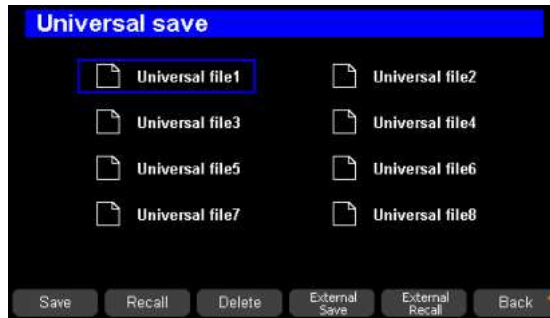 Universal save
Universal file1
Universal file2
Universal file3
Universal file4
Universal file5
Universal file6
Universal file7
Universal file8
Save
Recall
Delete
External
Save
External
Recall
Back